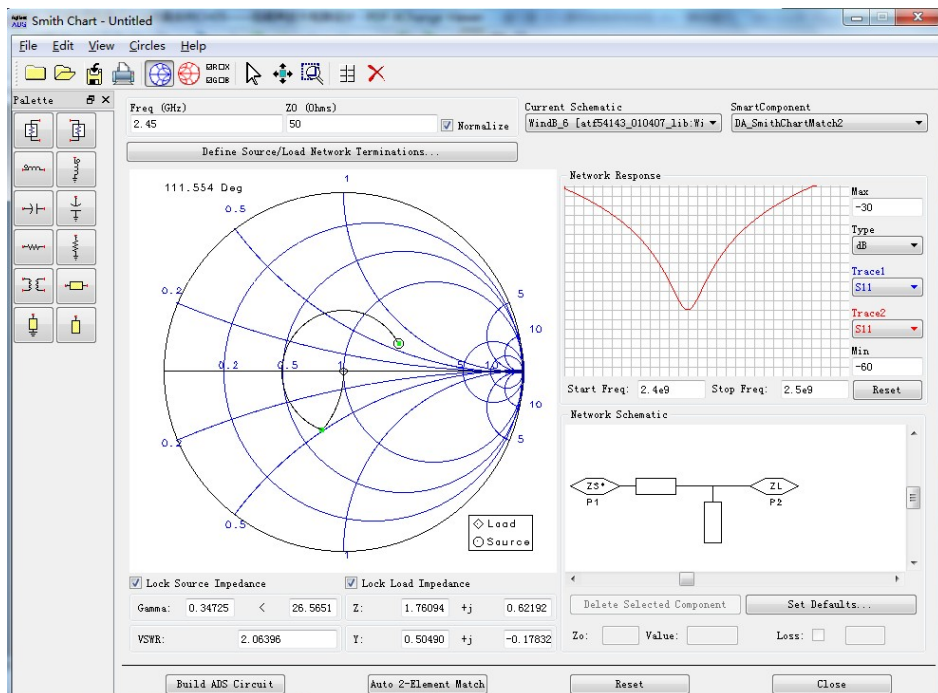 Smith Chart - Untitled
File Edit View Circles Help
Palette
Freq (GHz)
Z0 (Ohms)
2.45
50
Normalize
Current Schematic
SmartComponent
WindB_6 [atf54143_010407_lib:Wi
DA_SmithChartMatch2
Define Source/Load Network Terminations...
111.554 Deg
1
0.5
0.2
5
10
0.2 0.5 1 5 10
10
5
0.2
0.5
1
Load
Source
Network Response
Max
-30
Type
dB
Trace1
S11
Trace2
S11
Min
-60
Start Freq: 2.4e9 Stop Freq: 2.5e9 Reset
Network Schematic
ZS*
P1
ZL
P2
Lock Source Impedance
Lock Load Impedance
Gamma: 0.34725 < 26.5651 Z: 1.76094 +j 0.62192
VSWR: 2.06396 Y: 0.50490 +j -0.17832
Delete Selected Component
Set Defaults...
Zo: Value: Loss:
Build ADS Circuit
Auto 2-Element Match
Reset
Close